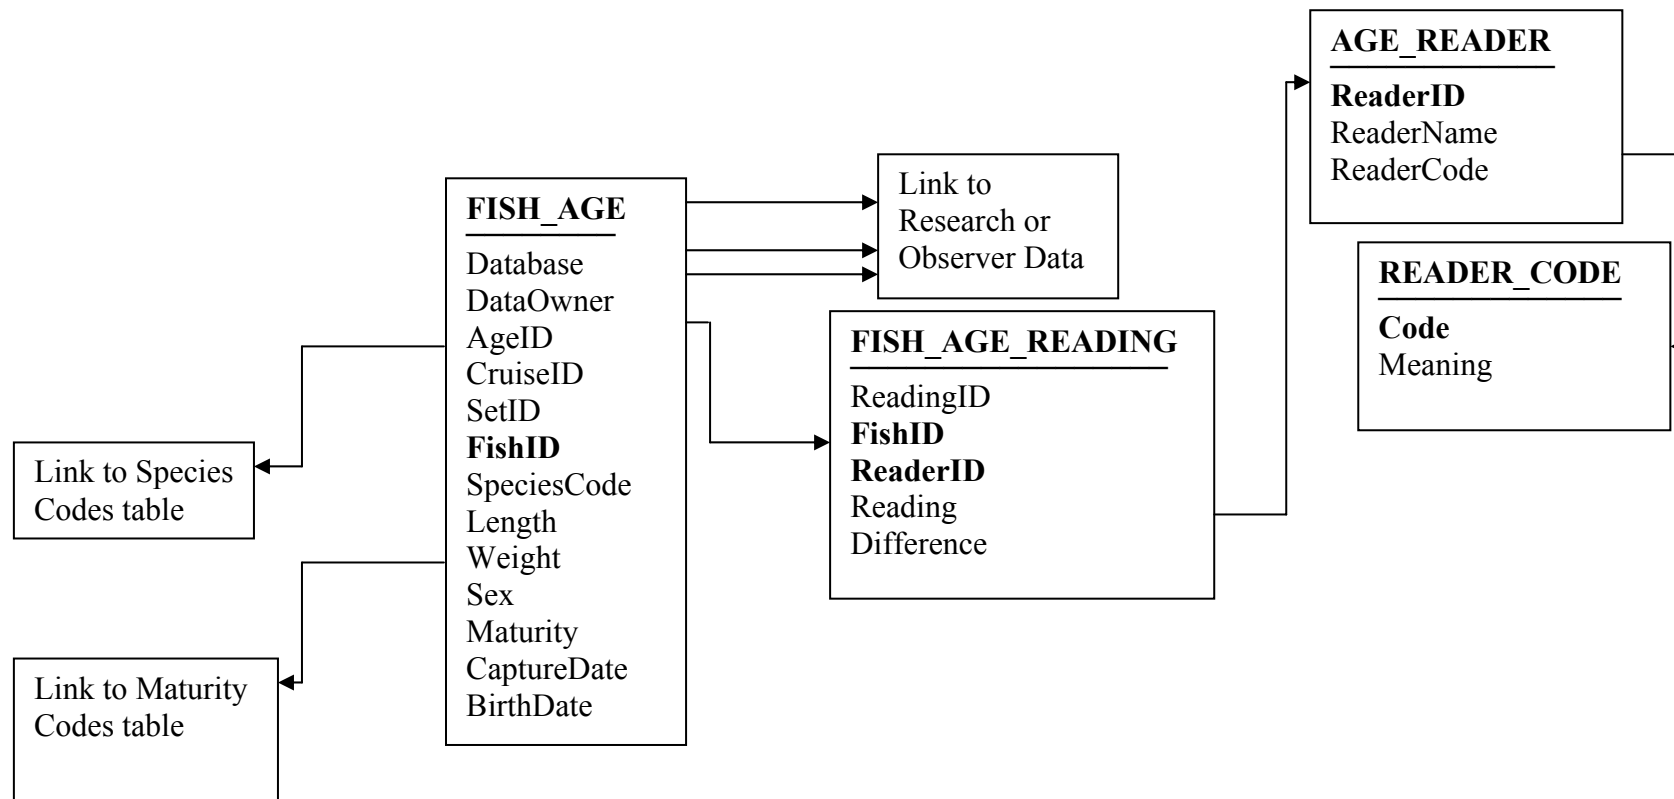 AGE_READER
ReaderID
ReaderName
ReaderCode
Link to
Research or
Observer Data
FISH_AGE
Database
DataOwner
AgeID
CruiseID
SetID
FishID
SpeciesCode
Length
Weight
Sex
Maturity
CaptureDate
BirthDate
READER_CODE
Code
Meaning
FISH_AGE_READING
ReadingID
FishID
ReaderID
Reading
Difference
Link to Species
Codes table
Link to Maturity
Codes table